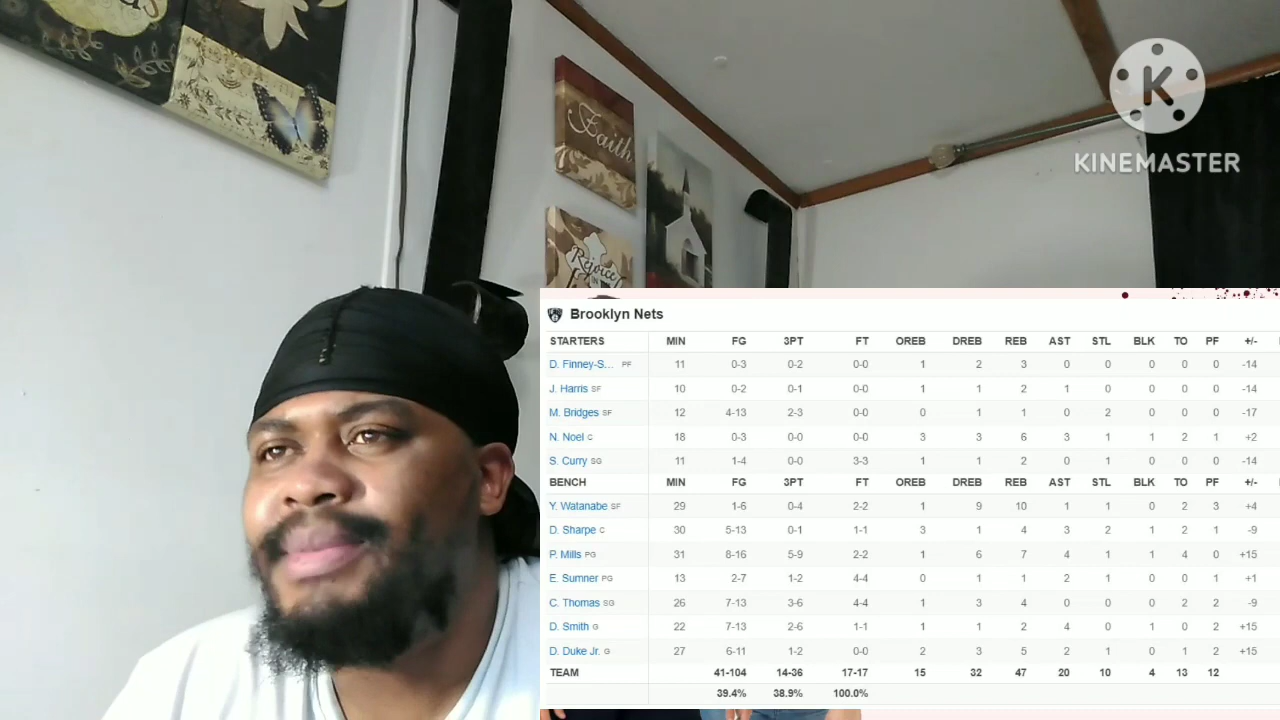 K
KINEMASTER
Faith
Rejoice
Brooklyn Nets
STARTERS MIN FG 3PT FT OREB DREB REB AST STL BLK TO PF +/-
D. Finney-S... PF 11 0-3 0-2 0-0 1 2 3 0 0 0 0 0 -14
J. Harris SF 10 0-2 0-1 0-0 1 1 2 1 0 0 0 0 -14
M. Bridges SF 12 4-13 2-3 0-0 0 1 1 0 2 0 0 0 -17
N. Noel C 18 0-3 0-0 0-0 3 3 6 3 1 1 2 1 +2
S. Curry SG 11 1-4 0-0 3-3 1 1 2 0 1 0 0 0 -14
BENCH MIN FG 3PT FT OREB DREB REB AST STL BLK TO PF +/-
Y. Watanabe SF 29 1-6 0-4 2-2 1 9 10 1 1 0 2 3 +4
D. Sharpe C 30 5-13 0-1 1-1 3 1 4 3 2 1 2 1 -9
P. Mills PG 31 8-16 5-9 2-2 1 6 7 4 1 1 4 0 +15
E. Sumner PG 13 2-7 1-2 4-4 0 1 1 2 1 0 0 1 +1
C. Thomas SG 26 7-13 3-6 4-4 1 3 4 0 0 0 2 2 -9
D. Smith G 22 7-13 2-6 1-1 1 1 2 4 0 1 0 2 +15
D. Duke Jr. G 27 6-11 1-2 0-0 2 3 5 2 1 0 1 2 +15
TEAM 41-104 14-36 17-17 15 32 47 20 10 4 13 12
39.4% 38.9% 100.0%